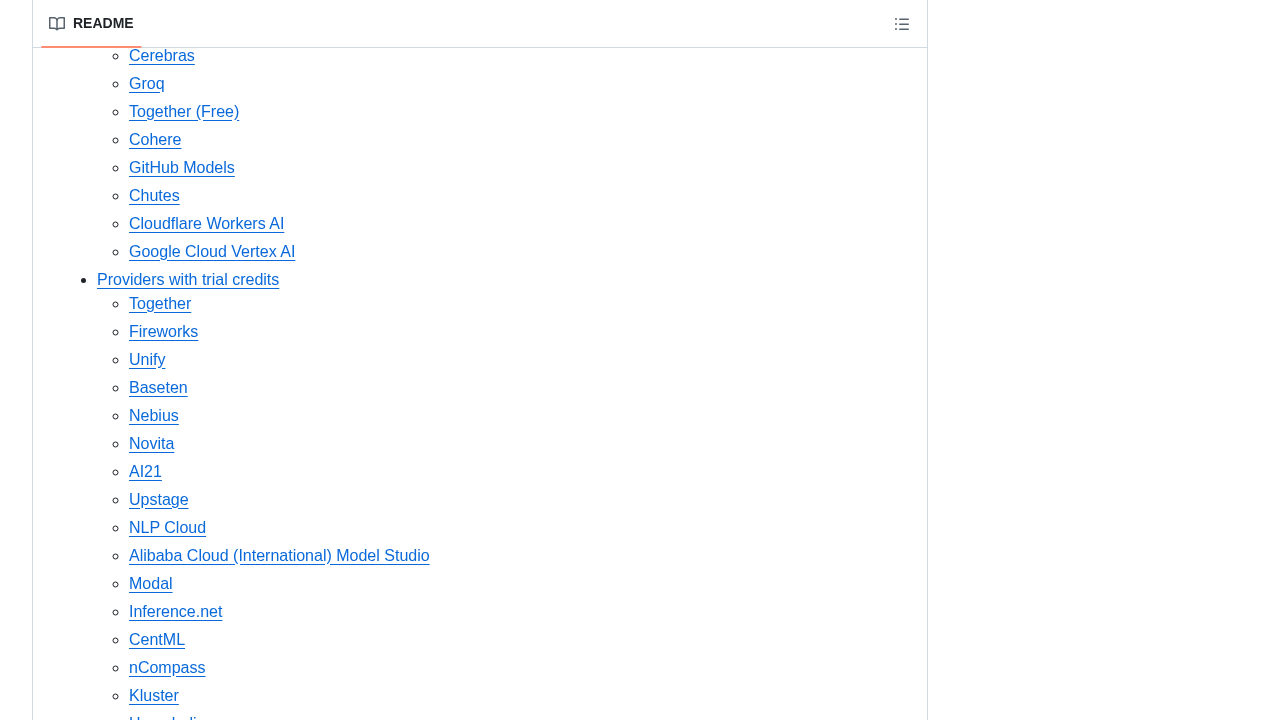 README
Cerebras
Groq
Together (Free)
Cohere
GitHub Models
Chutes
Cloudflare Workers AI
Google Cloud Vertex AI
Providers with trial credits
Together
Fireworks
Unify
Baseten
Nebius
Novita
AI21
Upstage
NLP Cloud
Alibaba Cloud (International) Model Studio
Modal
Inference.net
CentML
nCompass
Kluster